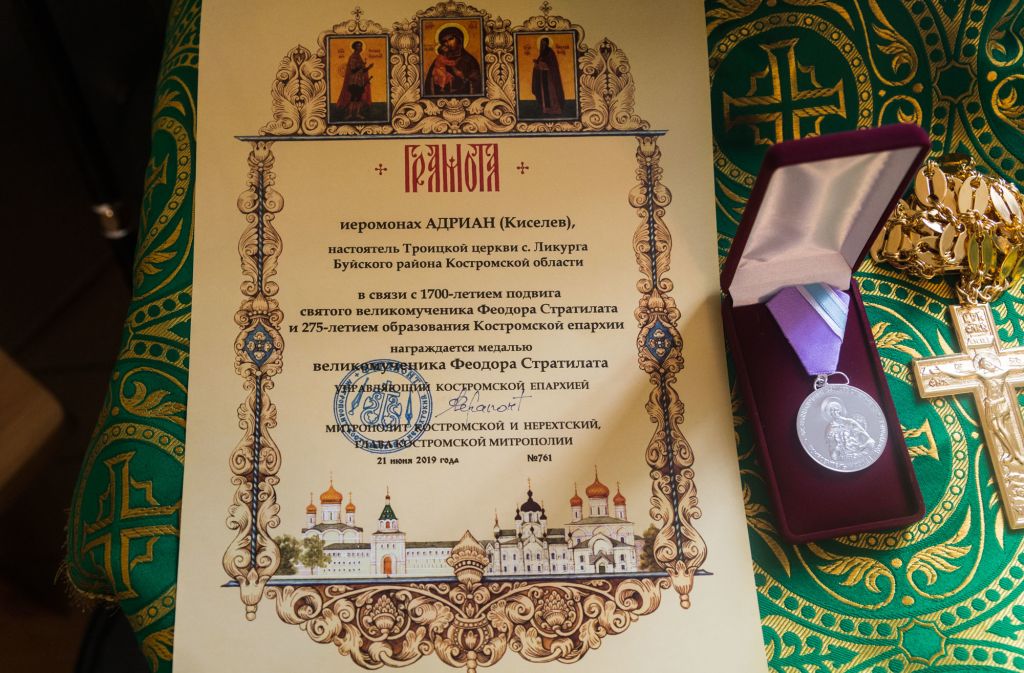 ГРАМОТА
иеромонах АДРИАН (Киселев),
настоятель Троицкой церкви с. Ликурга
Буйского района Костромской области
в связи с 1700-летием подвига
святого великомученика Феодора Стратилата
и 275-летием образования Костромской епархии
награждается медалью
великомученика Феодора Стратилата
УПРАВЛЯЮЩИЙ КОСТРОМСКОЙ ЕПАРХИЕЙ
МИТРОПОЛИТ КОСТРОМСКОЙ И НЕРЕХТСКИЙ,
ГЛАВА КОСТРОМСКОЙ МИТРОПОЛИИ
21 июня 2019 года №761